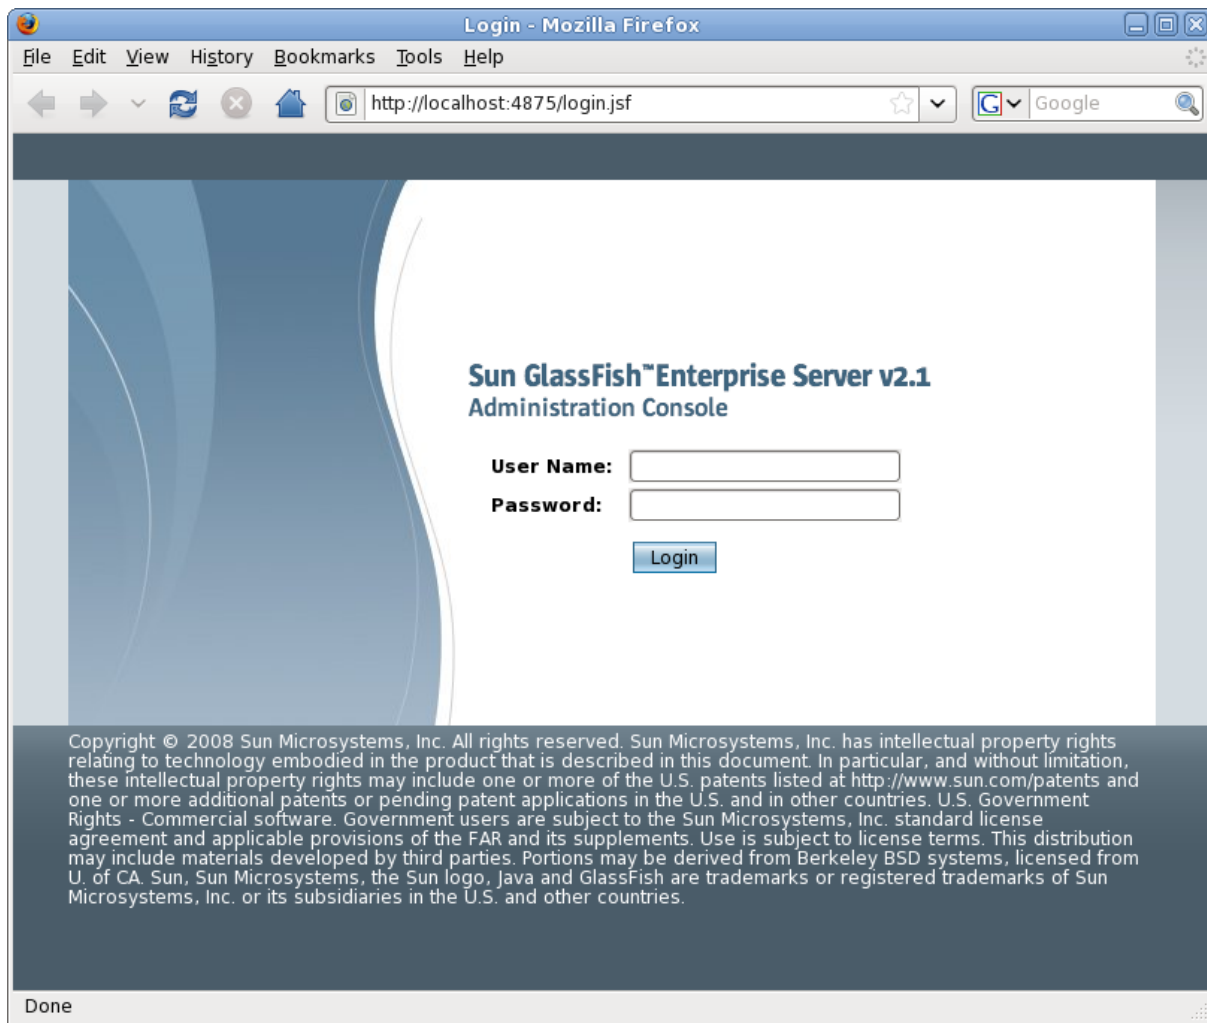 Login - Mozilla Firefox
File Edit View History Bookmarks Tools Help
http://localhost:4875/login.jsf G Google
Sun GlassFish™Enterprise Server v2.1
Administration Console
User Name:
Password:
Login
Copyright © 2008 Sun Microsystems, Inc. All rights reserved. Sun Microsystems, Inc. has intellectual property rights
relating to technology embodied in the product that is described in this document. In particular, and without limitation,
these intellectual property rights may include one or more of the U.S. patents listed at http://www.sun.com/patents and
one or more additional patents or pending patent applications in the U.S. and in other countries. U.S. Government
Rights - Commercial software. Government users are subject to the Sun Microsystems, Inc. standard license
agreement and applicable provisions of the FAR and its supplements. Use is subject to license terms. This distribution
may include materials developed by third parties. Portions may be derived from Berkeley BSD systems, licensed from
U. of CA. Sun, Sun Microsystems, the Sun logo, Java and GlassFish are trademarks or registered trademarks of Sun
Microsystems, Inc. or its subsidiaries in the U.S. and other countries.
Done